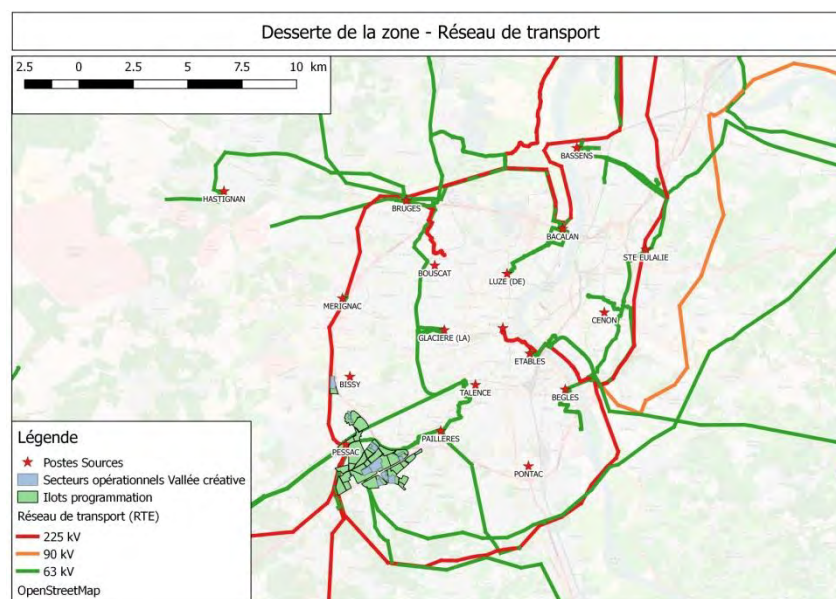 Desserte de la zone - Réseau de transport
2.5 0 2.5 5 7.5 10 km
BASSENS
HASTIGNAN
BRUGES
BACALAN
STE EULALIE
BOUSCAT
LUZE (DE)
MERIGNAC
CENON
GLACIERE (LA)
ETABLES
BISSY
TALENCE
BEGLES
PAILLERES
PESSAC
PONTAC
Légende
Postes Sources
Secteurs opérationnels Vallée créative
Ilots programmation
Réseau de transport (RTE)
225 kV
90 kV
63 kV
OpenStreetMap